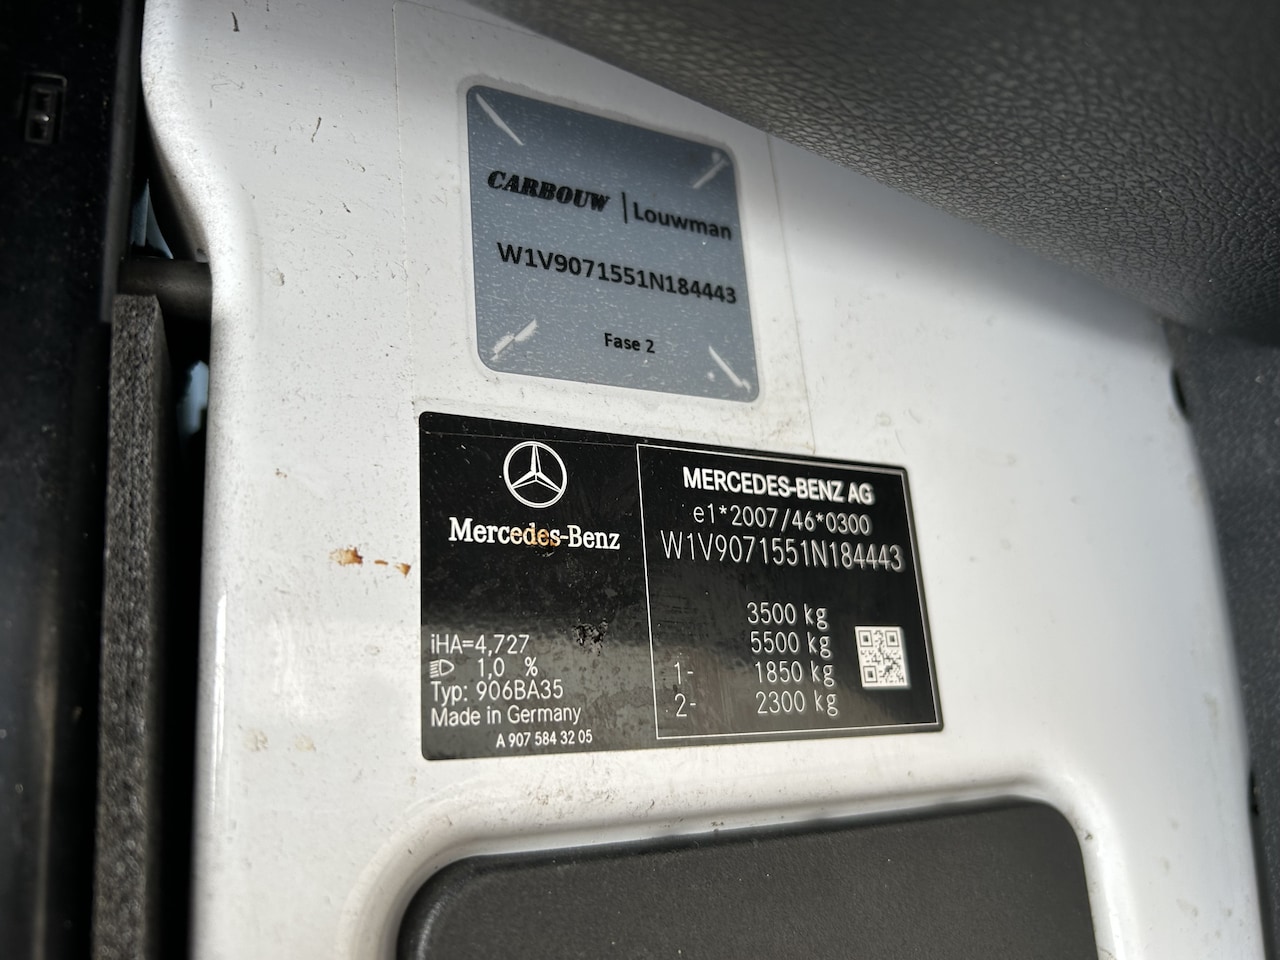 CARBOUW | Louwman
W1V9071551N184443
Fase 2
Mercedes-Benz
iHA=4,727
1,0 %
Typ: 906BA35
Made in Germany
A 907 584 32 05
MERCEDES-BENZ AG
e1*2007/46*0300
W1V9071551N184443
3500 kg
5500 kg
1- 1850 kg
2- 2300 kg